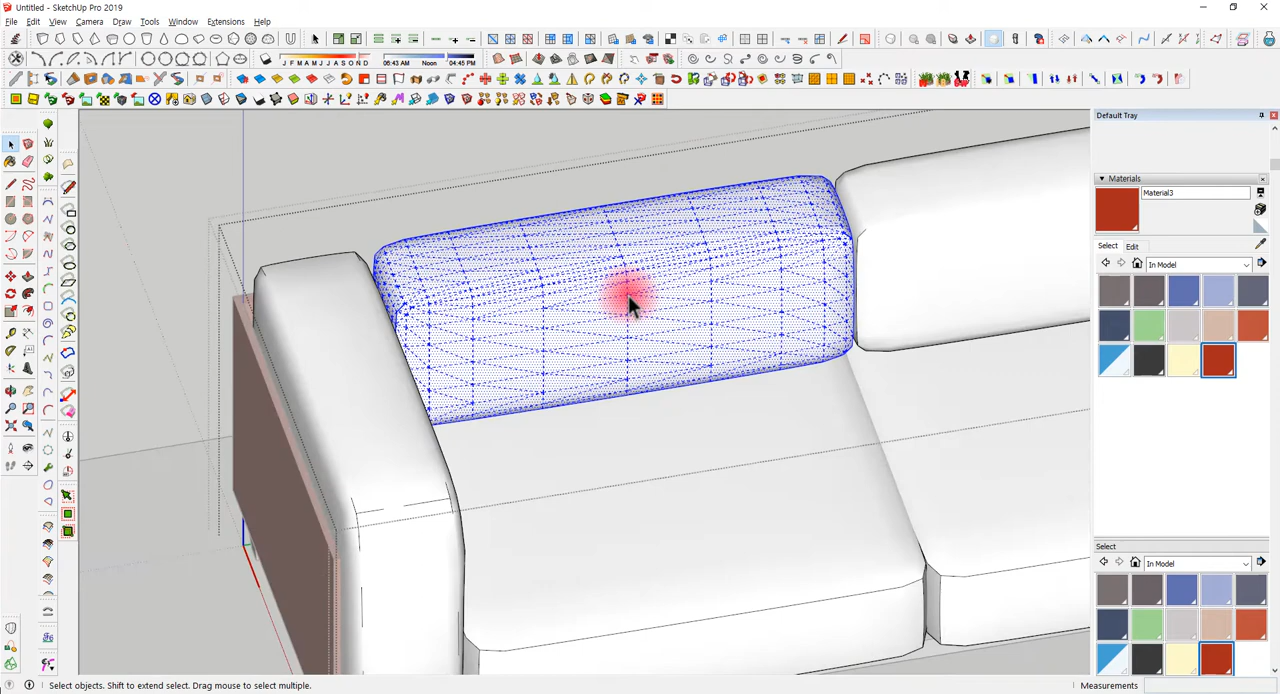 Untitled - SketchUp Pro 2019
File Edit View Camera Draw Tools Window Extensions Help
J F M A M J J A S O N D
06:43 AM Noon 04:45 PM
Default Tray
Materials
Material3
Select Edit
In Model
Select
In Model
Select objects. Shift to extend select. Drag mouse to select multiple.
Measurements